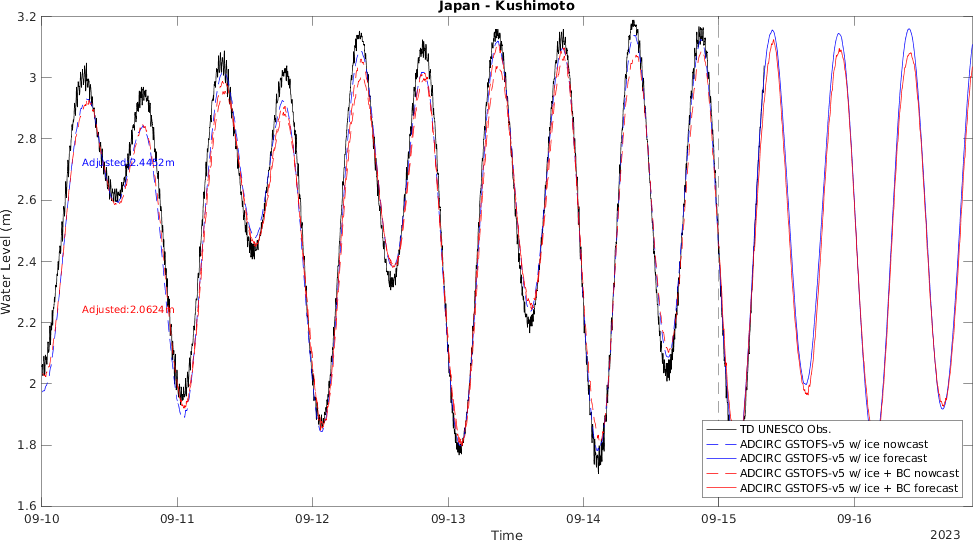 Japan - Kushimoto
3.2
3
2.8
2.6
2.4
2.2
2
1.8
1.6
Water Level (m)
Adjusted:2.4452m
Adjusted:2.0624m
TD UNESCO Obs.
ADCIRC GSTOFS-v5 w/ ice nowcast
ADCIRC GSTOFS-v5 w/ ice forecast
ADCIRC GSTOFS-v5 w/ ice + BC nowcast
ADCIRC GSTOFS-v5 w/ ice + BC forecast
09-10 09-11 09-12 09-13 09-14 09-15 09-16
Time
2023